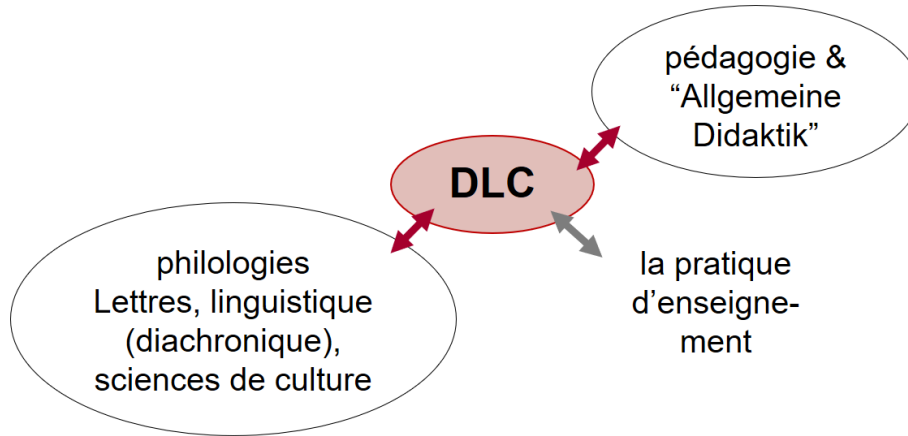 pédagogie &
“Allgemeine
Didaktik”
DLC
philologies
Lettres, linguistique
(diachronique),
sciences de culture
la pratique
d’enseigne-
ment